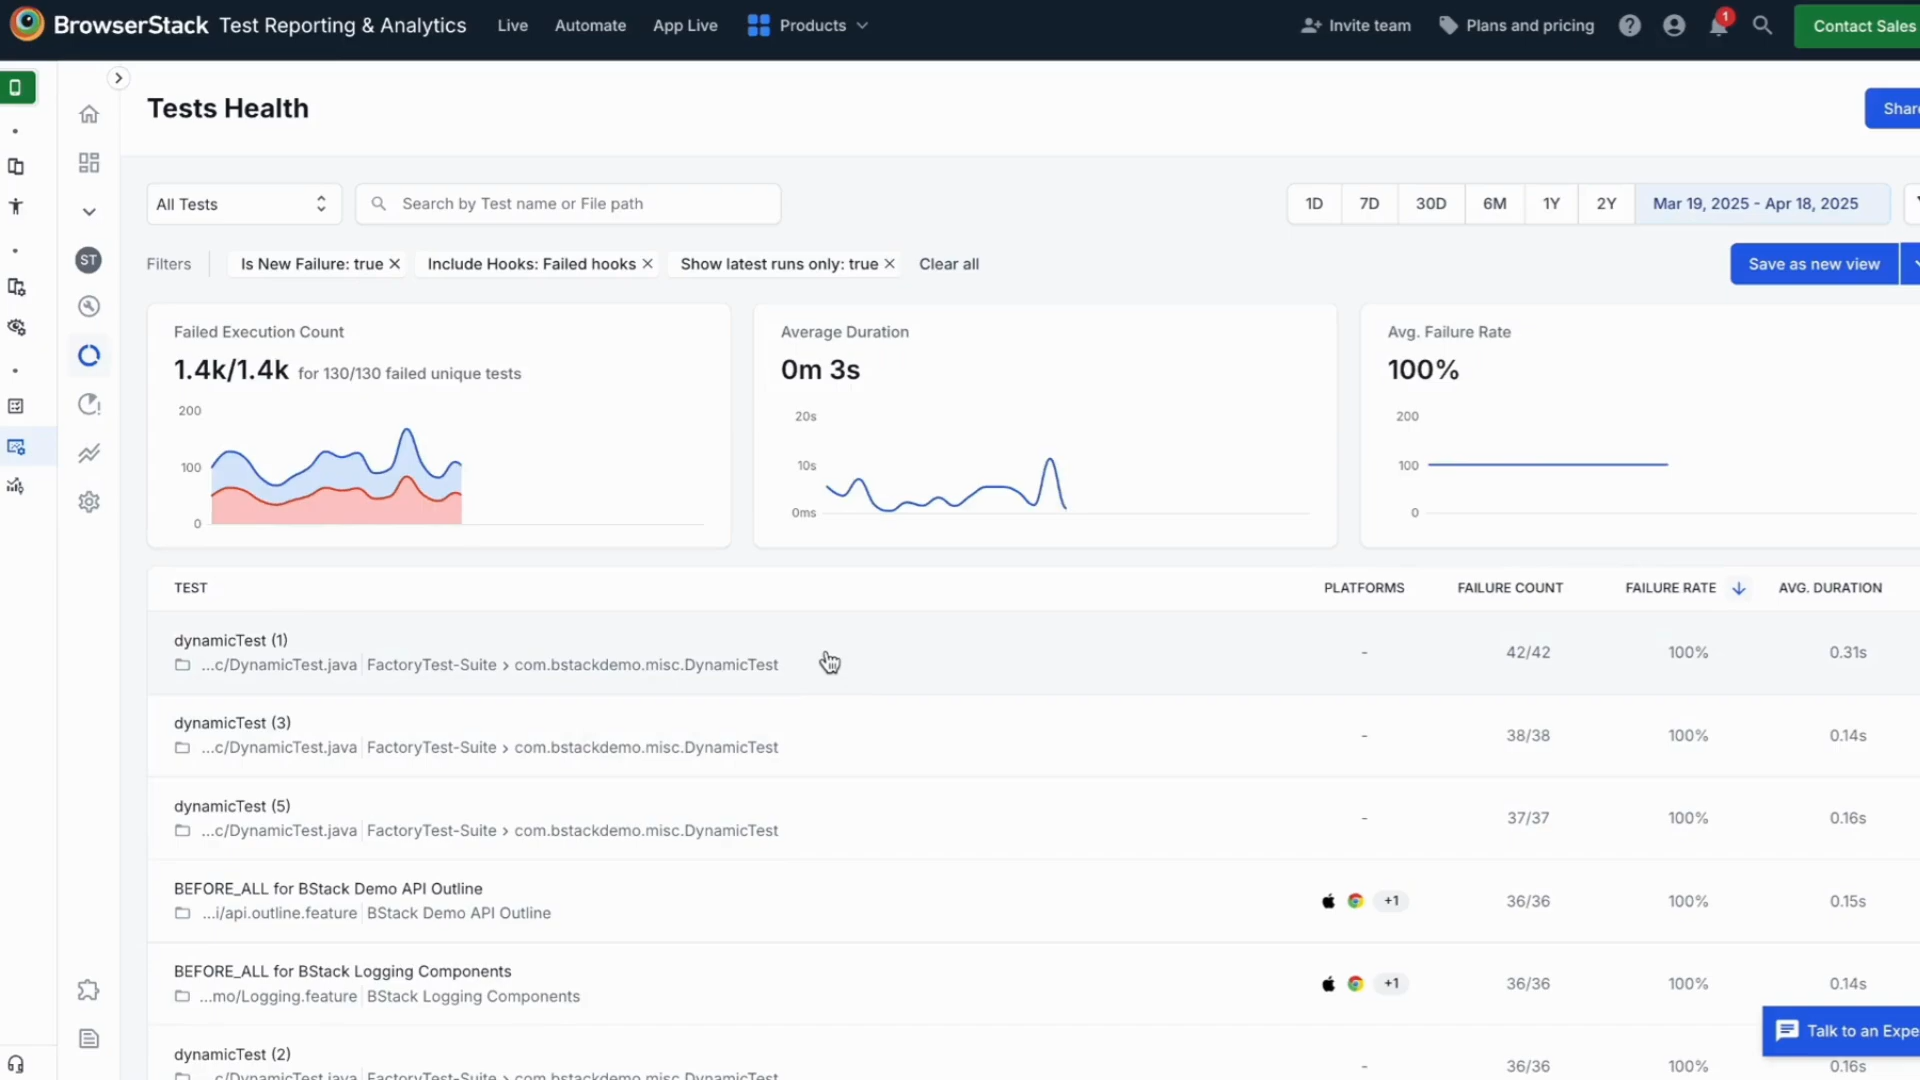 BrowserStack Test Reporting & Analytics Live Automate App Live Products Invite team Plans and pricing 1 Contact Sales
Tests Health
Shar
All Tests Search by Test name or File path 1D 7D 30D 6M 1Y 2Y Mar 19, 2025 - Apr 18, 2025
Filters Is New Failure: true Include Hooks: Failed hooks Show latest runs only: true Clear all Save as new view
ST
Failed Execution Count
1.4k/1.4k for 130/130 failed unique tests
200
100
0
Average Duration
0m 3s
20s
10s
0ms
Avg. Failure Rate
100%
200
100
0
TEST PLATFORMS FAILURE COUNT FAILURE RATE AVG. DURATION
dynamicTest (1)
...c/DynamicTest.java FactoryTest-Suite > com.bstackdemo.misc.DynamicTest - 42/42 100% 0.31s
dynamicTest (3)
...c/DynamicTest.java FactoryTest-Suite > com.bstackdemo.misc.DynamicTest - 38/38 100% 0.14s
dynamicTest (5)
...c/DynamicTest.java FactoryTest-Suite > com.bstackdemo.misc.DynamicTest - 37/37 100% 0.16s
BEFORE_ALL for BStack Demo API Outline
...i/api.outline.feature BStack Demo API Outline +1 36/36 100% 0.15s
BEFORE_ALL for BStack Logging Components
...mo/Logging.feature BStack Logging Components +1 36/36 100% 0.14s
Talk to an Expe
dynamicTest (2)
...c/DynamicTest.java FactoryTest-Suite > com.bstackdemo.misc.DynamicTest - 36/36 100% 0.16s